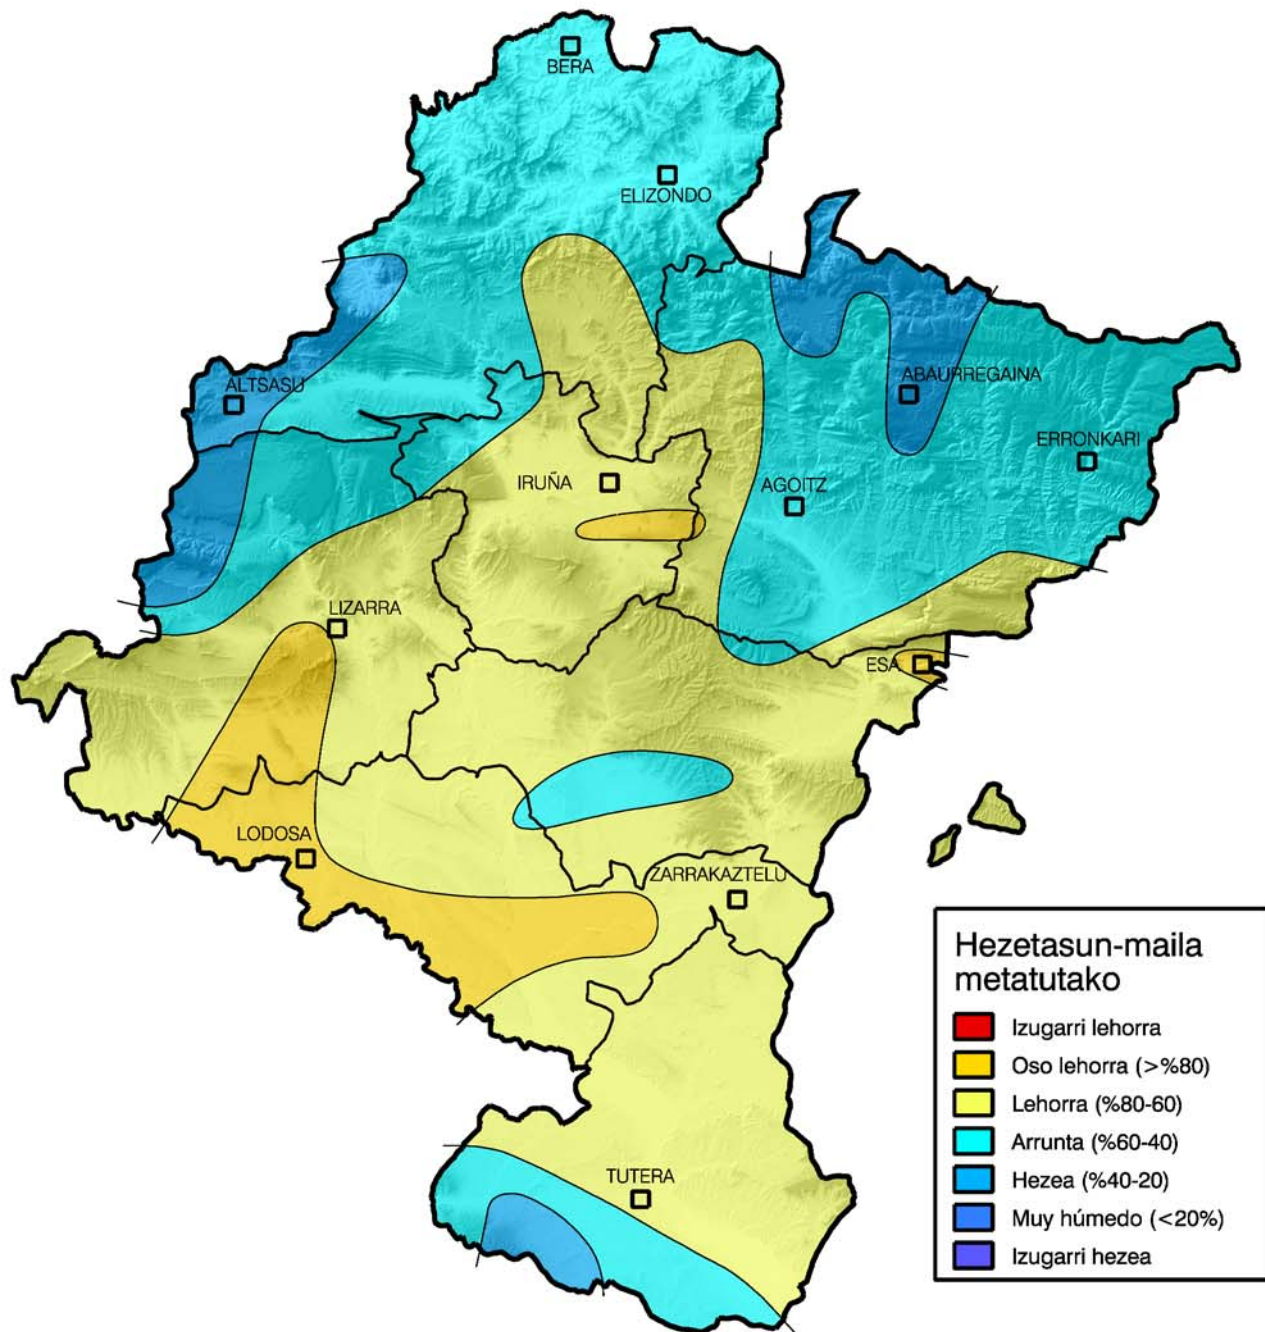 BERA
ELIZONDO
ALTSASU
ABAURREGAINA
ERRONKARI
IRUÑA
AGOITZ
LIZARRA
ESA
LODOSA
ZARRAKAZTELU
TUTERA
Hezetasun-maila
metatutako
Izugarri lehorra
Oso lehorra (>%80)
Lehorra (%80-60)
Arrunta (%60-40)
Hezea (%40-20)
Muy húmedo (<20%)
Izugarri hezea